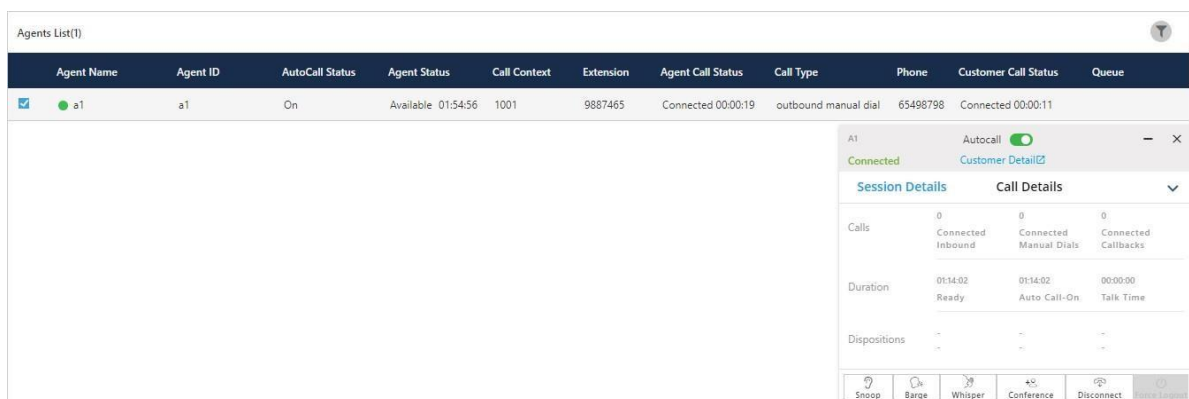 Agents List(1)
Agent Name Agent ID AutoCall Status Agent Status Call Context Extension Agent Call Status Call Type Phone Customer Call Status Queue
a1 a1 On Available 01:54:56 1001 9887465 Connected 00:00:19 outbound manual dial 65498798 Connected 00:00:11
A1 Autocall
Connected Customer Detail
Session Details Call Details
Calls 0 0 0
Connected Connected Connected
Inbound Manual Dials Callbacks
Duration 01:14:02 01:14:02 00:00:00
Ready Auto Call-On Talk Time
Dispositions - - -
- - -
Snoop Barge Whisper Conference Disconnect Force Logout